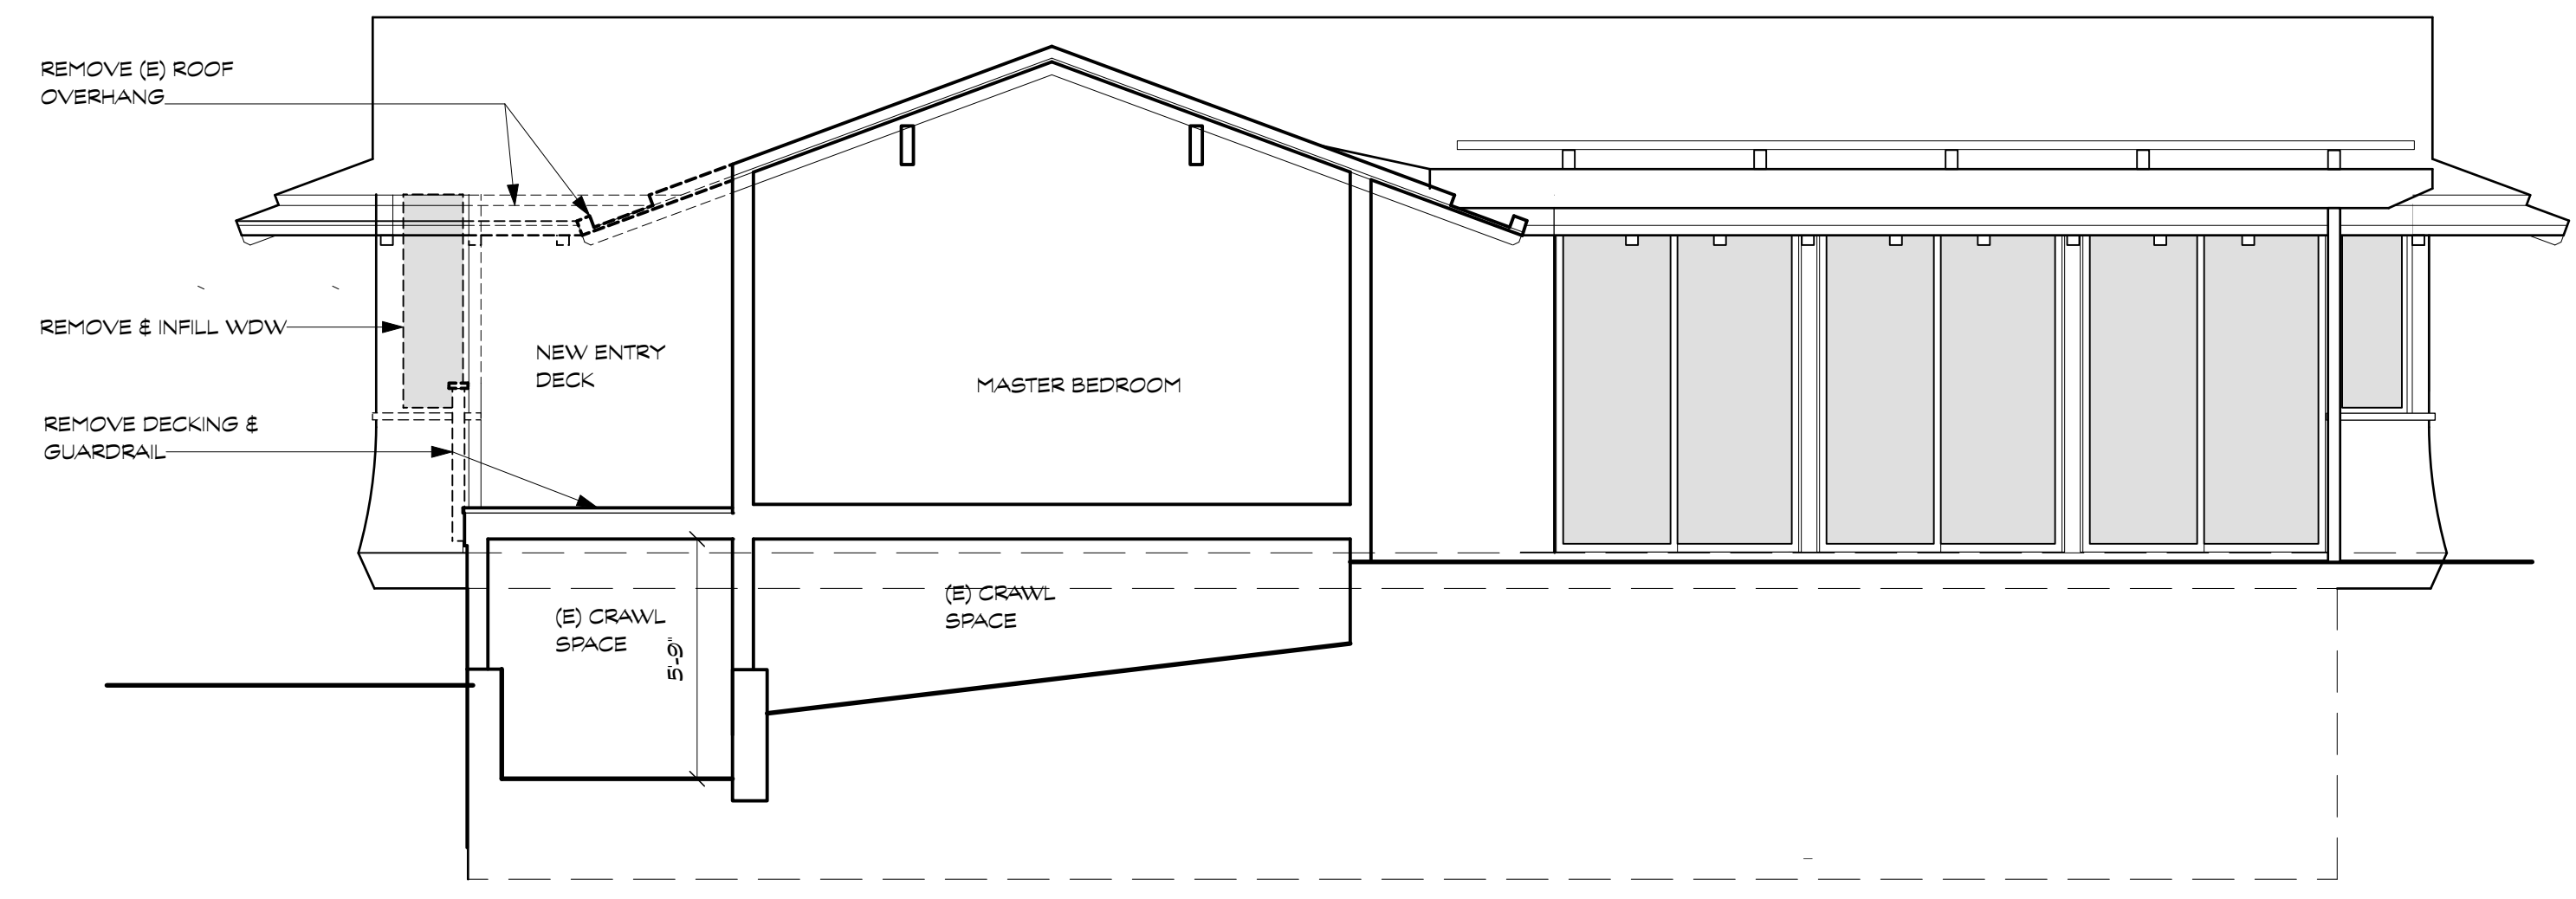 REMOVE (E) ROOF
OVERHANG
REMOVE & INFILL WDW
NEW ENTRY
DECK
MASTER BEDROOM
REMOVE DECKING &
GUARDRAIL
(E) CRAWL
SPACE
5'-9"
(E) CRAWL
SPACE